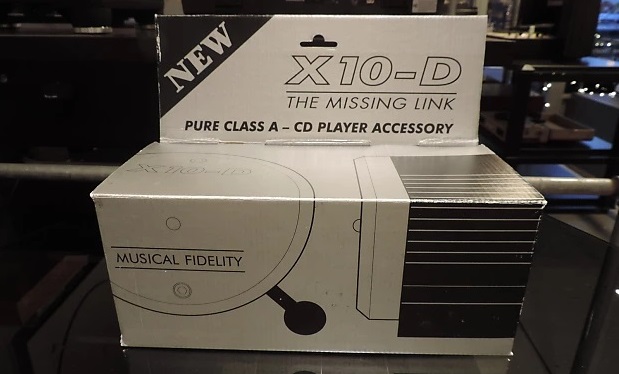 NEW
X10-D
THE MISSING LINK
PURE CLASS A – CD PLAYER ACCESSORY
X10-D
MUSICAL FIDELITY